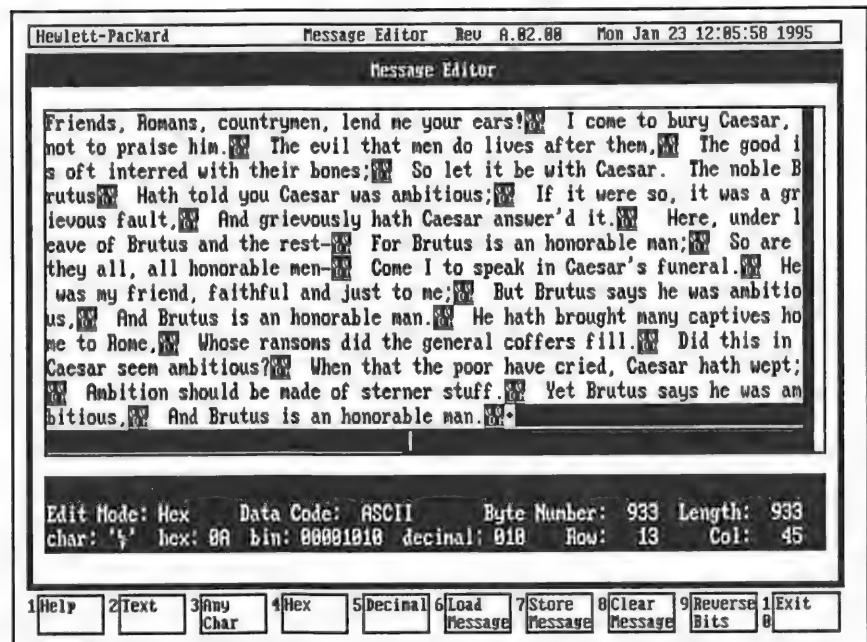 Hewlett-Packard Message Editor Rev A.02.00 Mon Jan 23 12:05:58 1995
Message Editor
Friends, Romans, countrymen, lend me your ears! I come to bury Caesar,
not to praise him. The evil that men do lives after them, The good i
s oft interred with their bones; So let it be with Caesar. The noble B
rutus Hath told you Caesar was ambitious; If it were so, it was a gr
ievous fault, And grievously hath Caesar answer'd it. Here, under l
eave of Brutus and the rest- For Brutus is an honorable man; So are
they all, all honorable men- Come I to speak in Caesar's funeral. He
was my friend, faithful and just to me; But Brutus says he was ambitio
us, And Brutus is an honorable man. He hath brought many captives ho
me to Rome, Whose ransoms did the general coffers fill. Did this in
Caesar seem ambitious? When that the poor have cried, Caesar hath wept;
Ambition should be made of sterner stuff. Yet Brutus says he was am
bitious, And Brutus is an honorable man.
Edit Mode: Hex Data Code: ASCII Byte Number: 933 Length: 933
char: hex: 0A bin: 00001010 decimal: 010 Row: 13 Col: 45
1 Help 2 Text 3 Any Char 4 Hex 5 Decimal 6 Load Message 7 Store Message 8 Clear Message 9 Reverse Bits 10 Exit